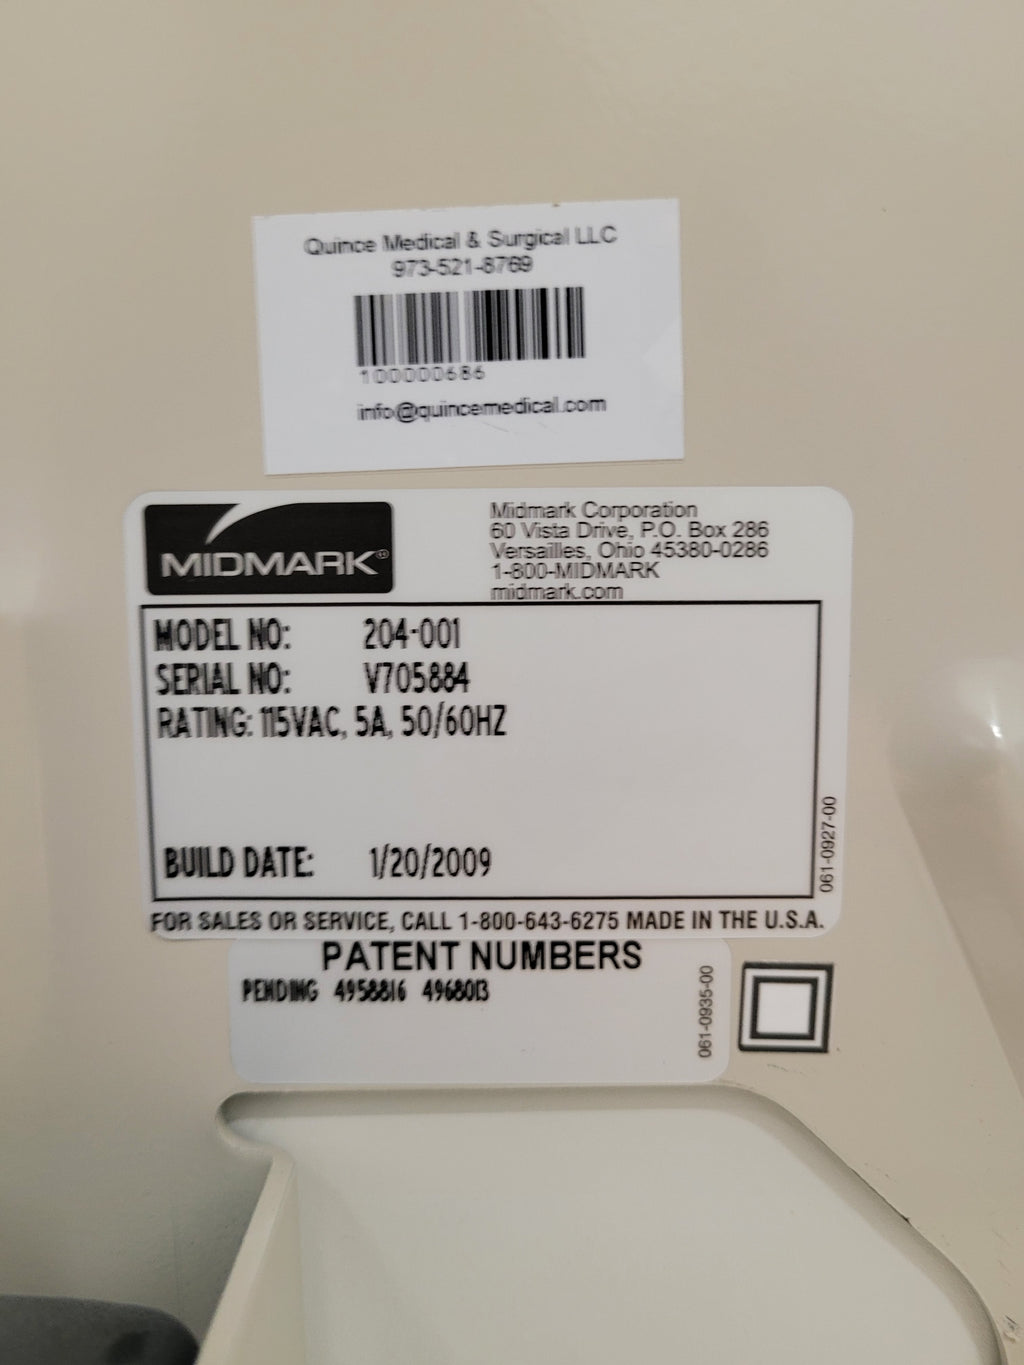 Quince Medical & Surgical LLC
973-521-8769
100000686
info@quincemedical.com
MIDMARK®
Midmark Corporation
60 Vista Drive, P.O. Box 286
Versailles, Ohio 45380-0286
1-800-MIDMARK
midmark.com
MODEL NO: 204-001
SERIAL NO: V705884
RATING: 115VAC, 5A, 50/60HZ
BUILD DATE: 1/20/2009
061-0927-00
FOR SALES OR SERVICE, CALL 1-800-643-6275 MADE IN THE U.S.A.
PATENT NUMBERS
PENDING 4958816 4968013
061-0935-00